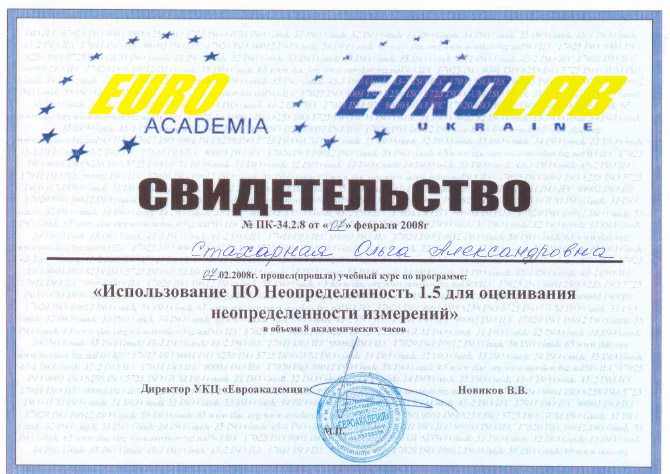 EURO
ACADEMIA
EUROLAB
UKRAINE
СВИДЕТЕЛЬСТВО
№ ПК-34.2.8 от «07» февраля 2008г
Стахарная Ольга Александровна
07.02.2008г. прошел(прошла) учебный курс по программе:
«Использование ПО Неопределенность 1.5 для оценивания
неопределенности измерений»
в объеме 8 академических часов
Директор УКЦ «Евроакадемия»
Новиков В.В.
ЕВРОАКАДЕМИЯ
М.П.